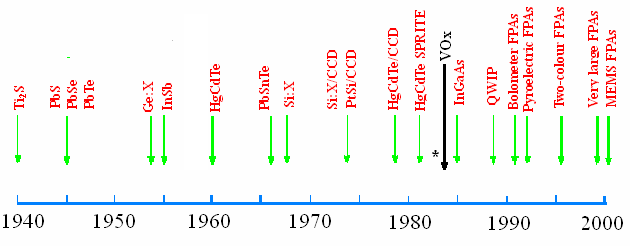 Ti₂S
PbS
PbSe
PbTe
Ge:X
InSb
HgCdTe
PbSnTe
Si:X
Si:X/CCD
PtSi/CCD
HgCdTe/CCD
HgCdTe SPRITE
VOx
*
InGaAs
QWIP
Bolometer FPAs
Pyroelectric FPAs
Two-colour FPAs
Very large FPAs
MEMS FPAs
1940 1950 1960 1970 1980 1990 2000